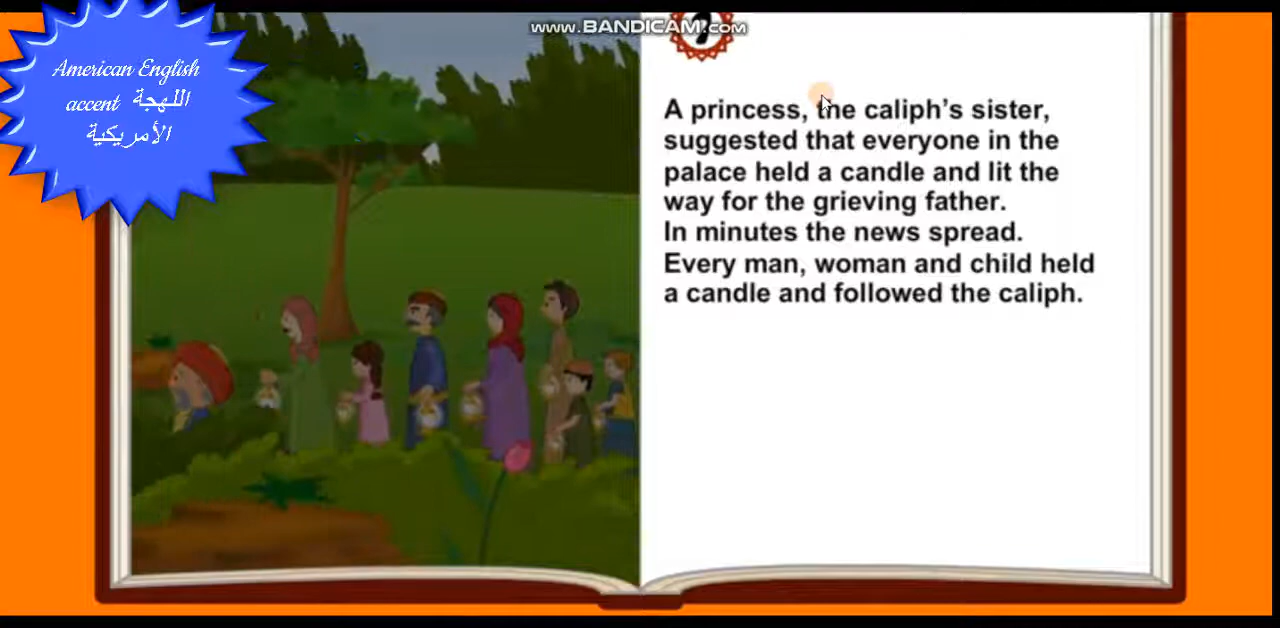 www.BANDICAM.com
American English
accent اللهجة
الأمريكية
A princess, the caliph's sister,
suggested that everyone in the
palace held a candle and lit the
way for the grieving father.
In minutes the news spread.
Every man, woman and child held
a candle and followed the caliph.